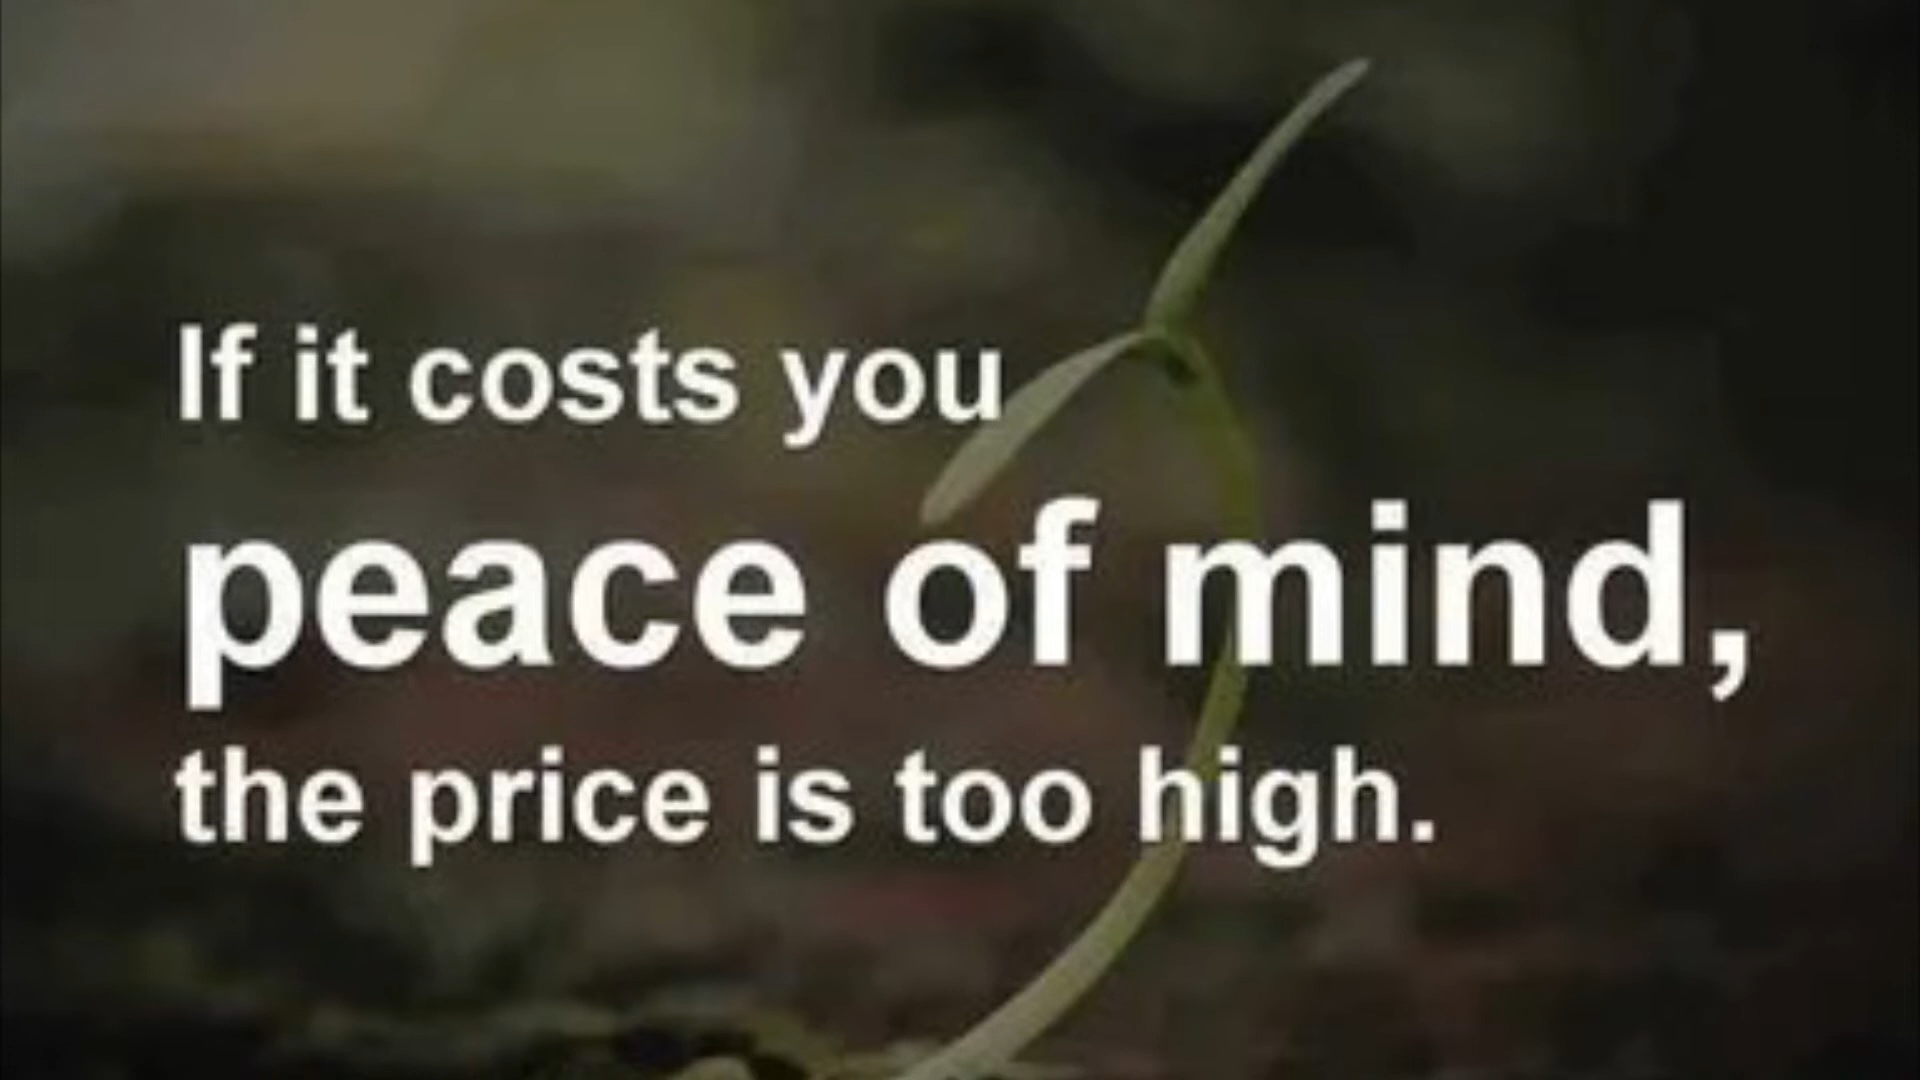 If it costs you
peace of mind,
the price is too high.